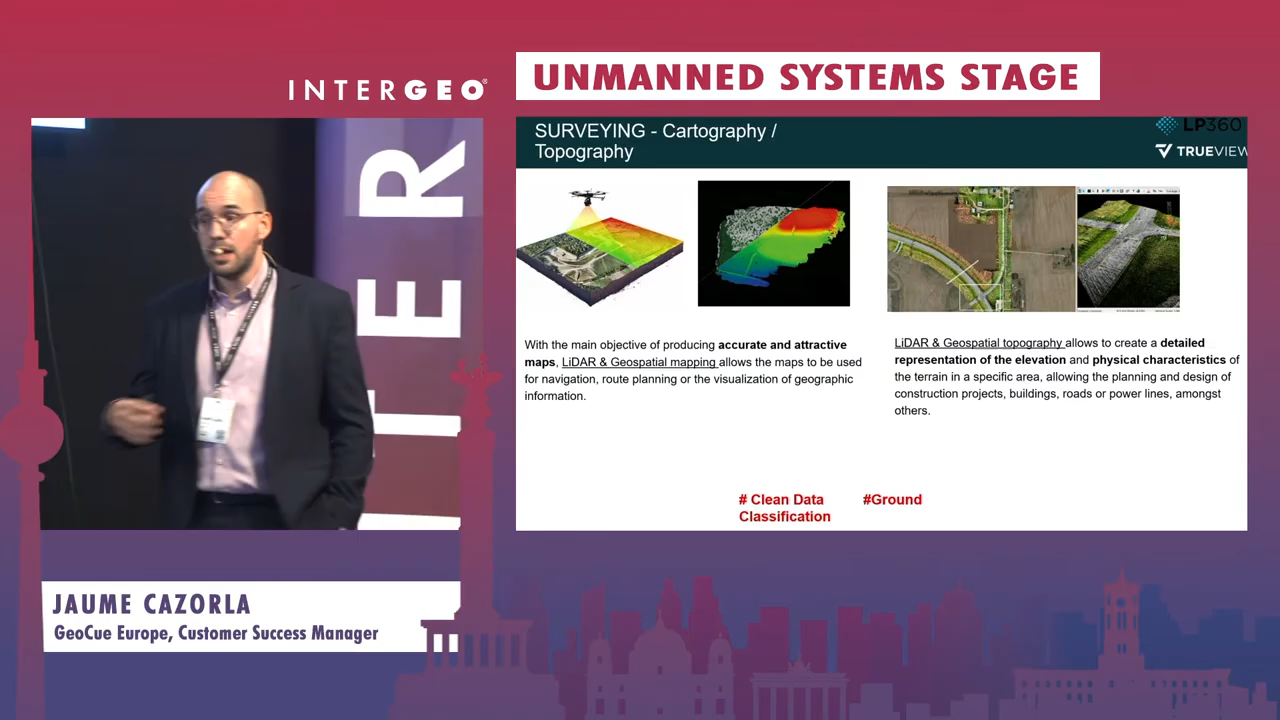 INTERGEO®
UNMANNED SYSTEMS STAGE
SURVEYING - Cartography /
Topography
LP360
TRUEVIEW
With the main objective of producing accurate and attractive
maps, LiDAR & Geospatial mapping allows the maps to be used
for navigation, route planning or the visualization of geographic
information.
LiDAR & Geospatial topography allows to create a detailed
representation of the elevation and physical characteristics of
the terrain in a specific area, allowing the planning and design of
construction projects, buildings, roads or power lines, amongst
others.
# Clean Data
Classification
#Ground
ITER
JAUME CAZORLA
GeoCue Europe, Customer Success Manager